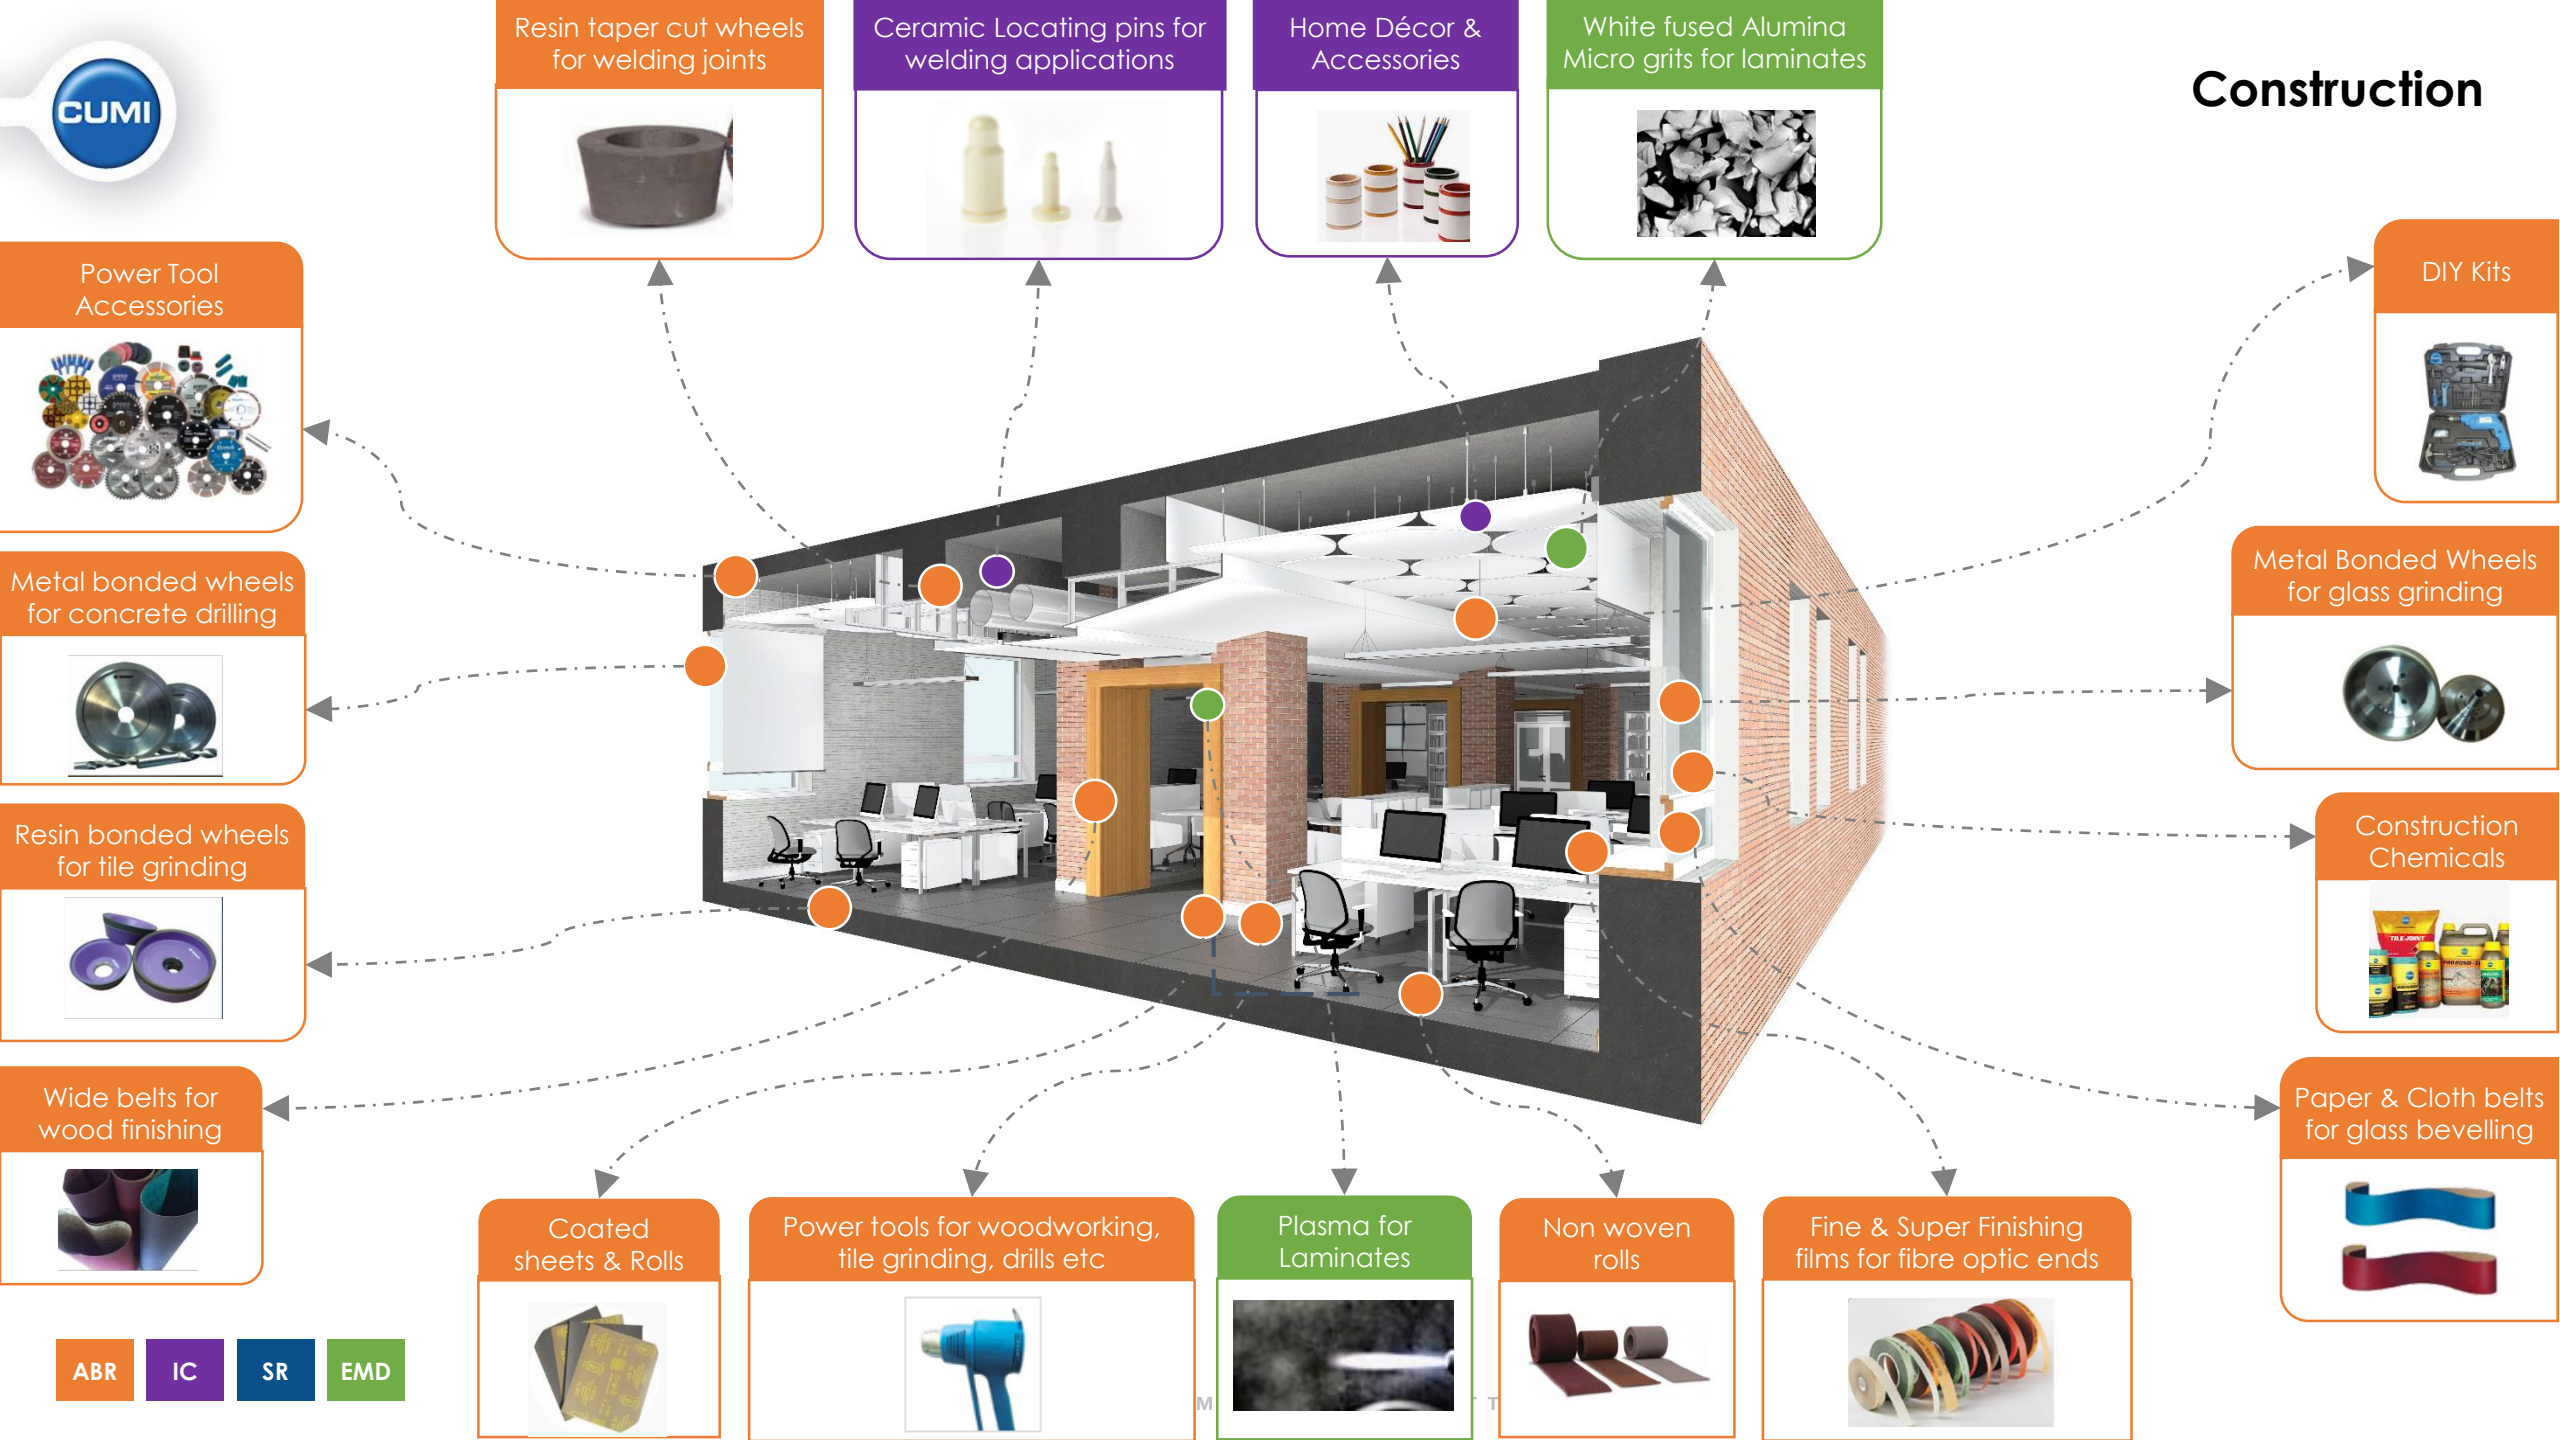 Resin taper cut wheels
for welding joints
Ceramic Locating pins for
welding applications
Home Décor &
Accessories
White fused Alumina
Micro grits for laminates
Construction
CUMI
Power Tool
Accessories
DIY Kits
Metal bonded wheels
for concrete drilling
Metal Bonded Wheels
for glass grinding
Resin bonded wheels
for tile grinding
Construction
Chemicals
TILE JOINT
Wide belts for
wood finishing
Paper & Cloth belts
for glass bevelling
Coated
sheets & Rolls
Power tools for woodworking,
tile grinding, drills etc
Plasma for
Laminates
Non woven
rolls
Fine & Super Finishing
films for fibre optic ends
ABR
IC
SR
EMD